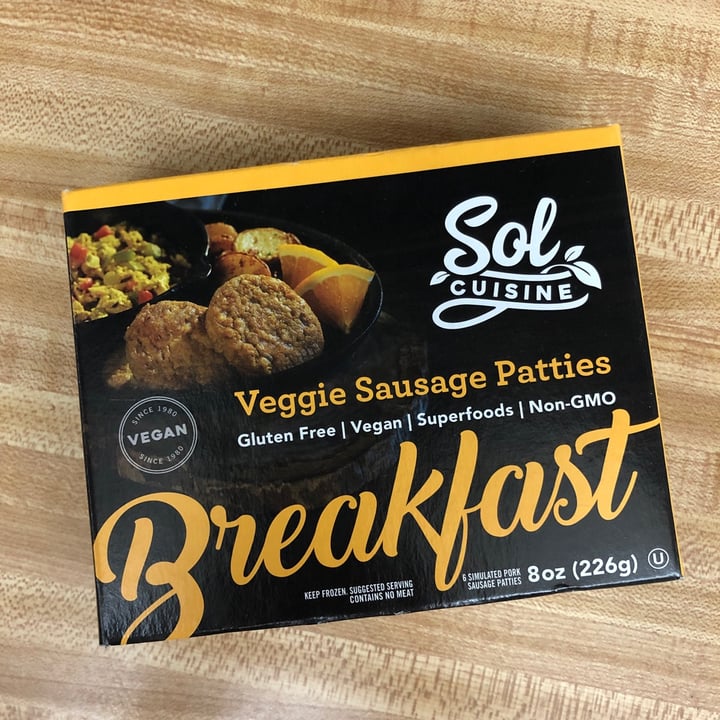 Sol
CUISINE
Veggie Sausage Patties
Gluten Free | Vegan | Superfoods | Non-GMO
SINCE 1980
VEGAN
SINCE 1980
Breakfast
KEEP FROZEN. SUGGESTED SERVING
CONTAINS NO MEAT
6 SIMULATED PORK
SAUSAGE PATTIES
8oz (226g)
U